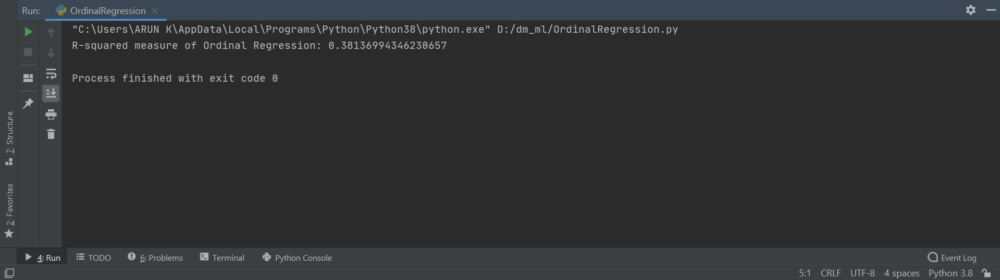 Run: OrdinalRegression
"C:\Users\ARUN K\AppData\Local\Programs\Python\Python38\python.exe" D:/dm_ml/OrdinalRegression.py
R-squared measure of Ordinal Regression: 0.38136994346230657
Process finished with exit code 0
7: Structure
2: Favorites
4: Run TODO 6: Problems Terminal Python Console Event Log
5:1 CRLF UTF-8 4 spaces Python 3.8